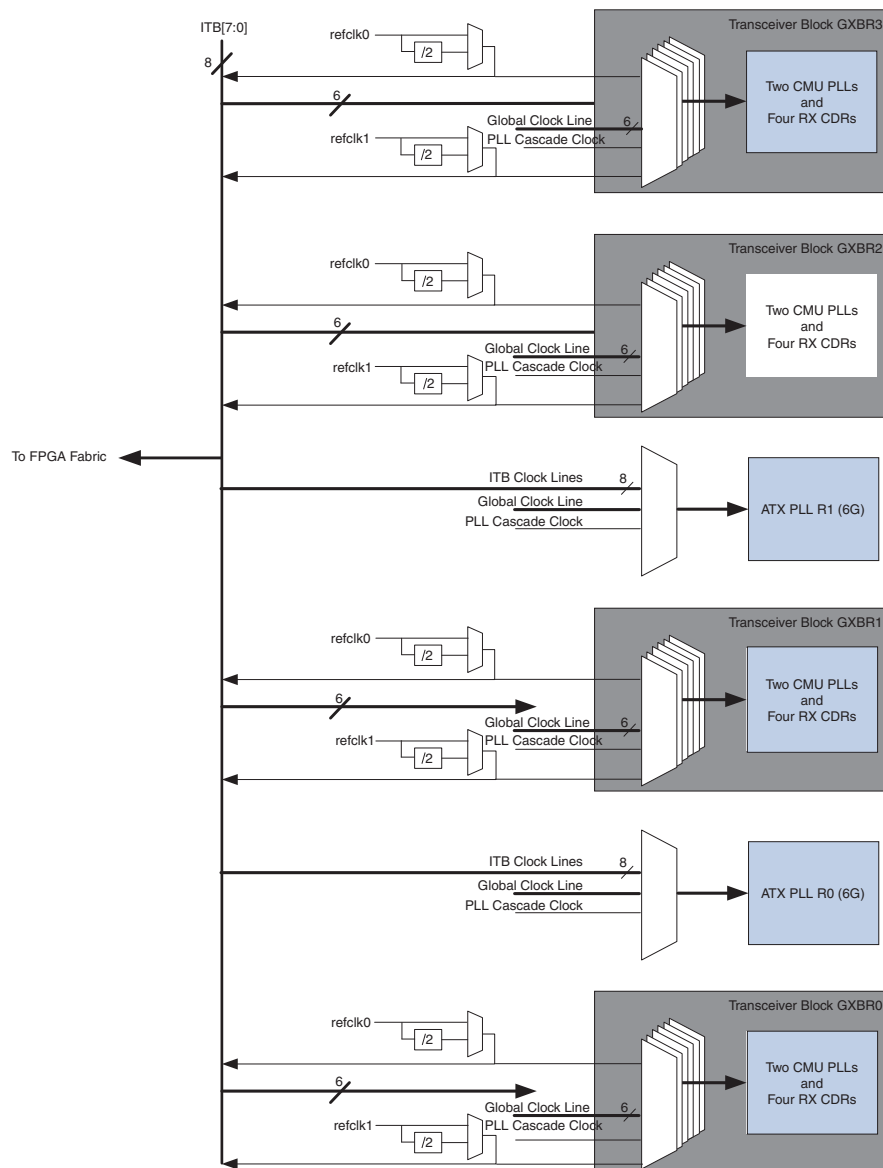 ITB[7:0]
8
refclk0
/2
Transceiver Block GXBR3
6
Two CMU PLLs
and
Four RX CDRs
Global Clock Line
6
refclk1
PLL Cascade Clock
/2
Transceiver Block GXBR2
refclk0
/2
6
Two CMU PLLs
and
Four RX CDRs
Global Clock Line
6
refclk1
PLL Cascade Clock
/2
To FPGA Fabric
ITB Clock Lines
8
Global Clock Line
PLL Cascade Clock
ATX PLL R1 (6G)
Transceiver Block GXBR1
refclk0
/2
6
Two CMU PLLs
and
Four RX CDRs
Global Clock Line
6
refclk1
PLL Cascade Clock
/2
ITB Clock Lines
8
Global Clock Line
PLL Cascade Clock
ATX PLL R0 (6G)
Transceiver Block GXBR0
refclk0
/2
6
Two CMU PLLs
and
Four RX CDRs
Global Clock Line
6
refclk1
PLL Cascade Clock
/2